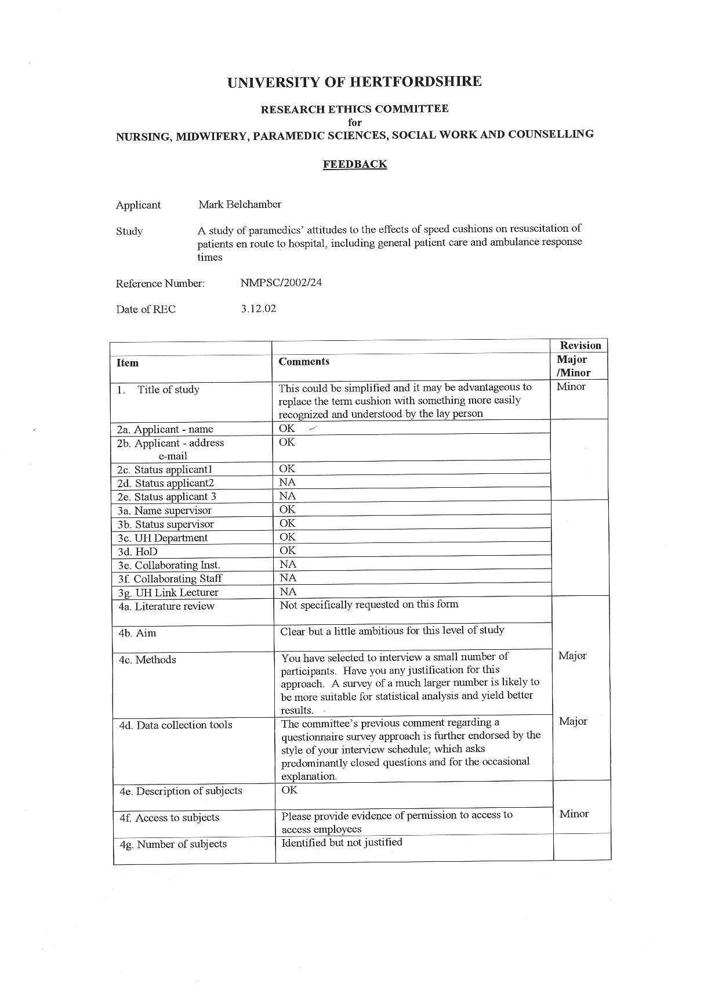 UNIVERSITY OF HERTFORDSHIRE
RESEARCH ETHICS COMMITTEE
for
NURSING, MIDWIFERY, PARAMEDIC SCIENCES, SOCIAL WORK AND COUNSELLING
FEEDBACK
Applicant Mark Belchamber
Study A study of paramedics' attitudes to the effects of speed cushions on resuscitation of
patients en route to hospital, including general patient care and ambulance response
times
Reference Number: NMPSC/2002/24
Date of REC 3.12.02
Revision
Item Comments Major
/Minor
1. Title of study This could be simplified and it may be advantageous to Minor
replace the term cushion with something more easily
recognized and understood by the lay person
2a. Applicant - name OK
2b. Applicant - address OK
e-mail
2c. Status applicant1 OK
2d. Status applicant2 NA
2e. Status applicant 3 NA
3a. Name supervisor OK
3b. Status supervisor OK
3c. UH Department OK
3d. HoD OK
3e. Collaborating Inst. NA
3f. Collaborating Staff NA
3g. UH Link Lecturer NA
4a. Literature review Not specifically requested on this form
4b. Aim Clear but a little ambitious for this level of study
4c. Methods You have selected to interview a small number of Major
participants. Have you any justification for this
approach. A survey of a much larger number is likely to
be more suitable for statistical analysis and yield better
results.
4d. Data collection tools The committee's previous comment regarding a Major
questionnaire survey approach is further endorsed by the
style of your interview schedule; which asks
predominantly closed questions and for the occasional
explanation.
4e. Description of subjects OK
4f. Access to subjects Please provide evidence of permission to access to Minor
access employees
4g. Number of subjects Identified but not justified